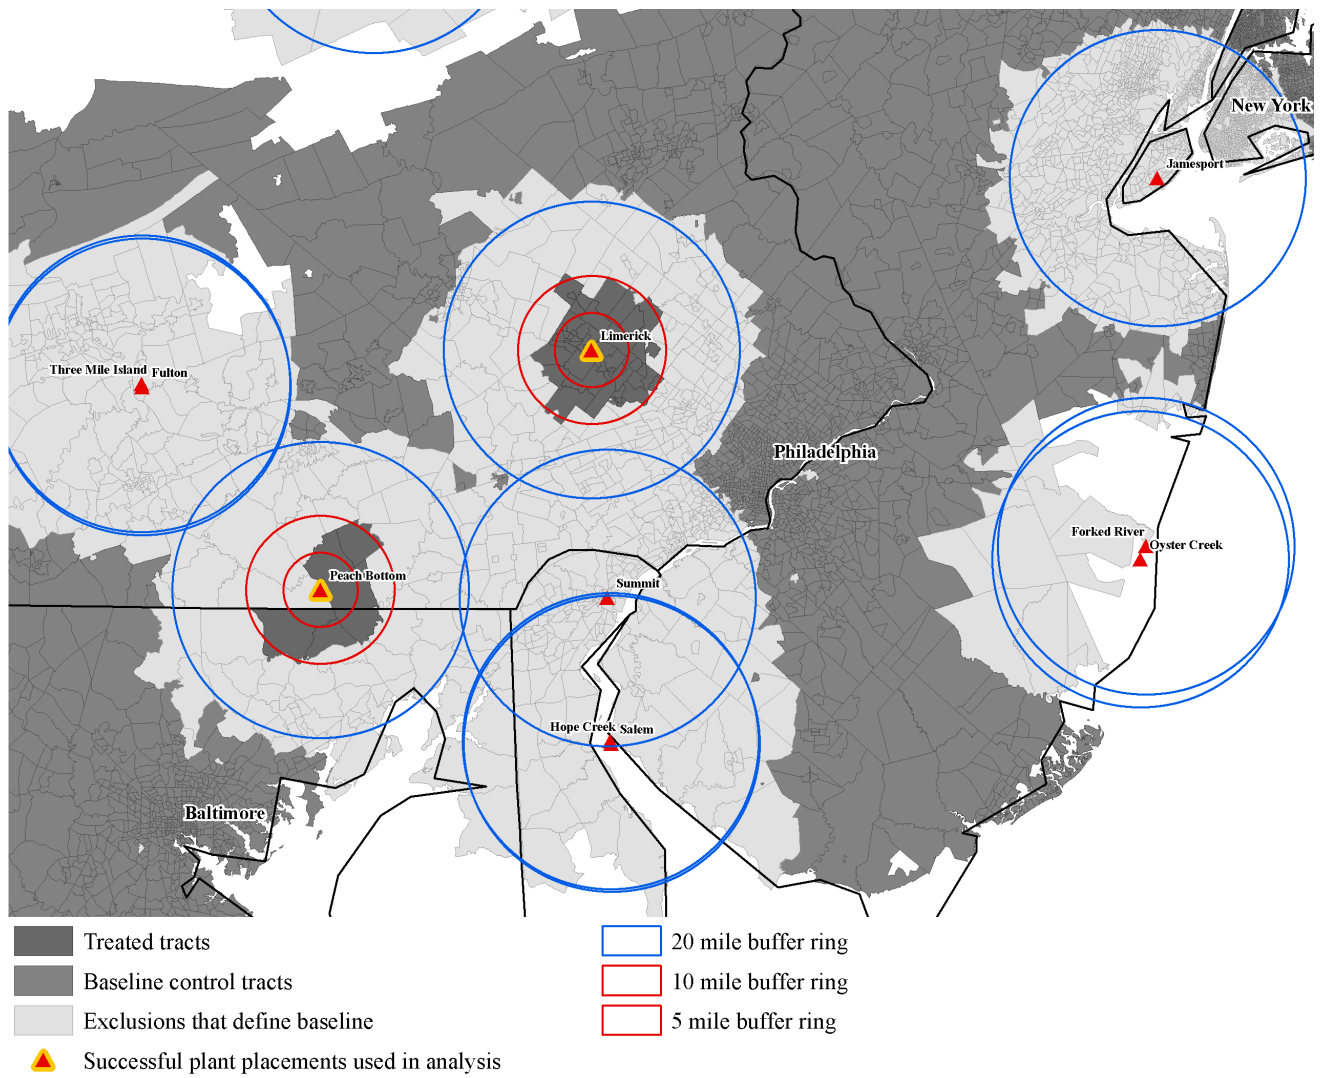 New York
Jamesport
Limerick
Three Mile Island
Fulton
Philadelphia
Forked River
Oyster Creek
Peach Bottom
Summit
Hope Creek
Salem
Baltimore
Treated tracts
Baseline control tracts
Exclusions that define baseline
Successful plant placements used in analysis
20 mile buffer ring
10 mile buffer ring
5 mile buffer ring